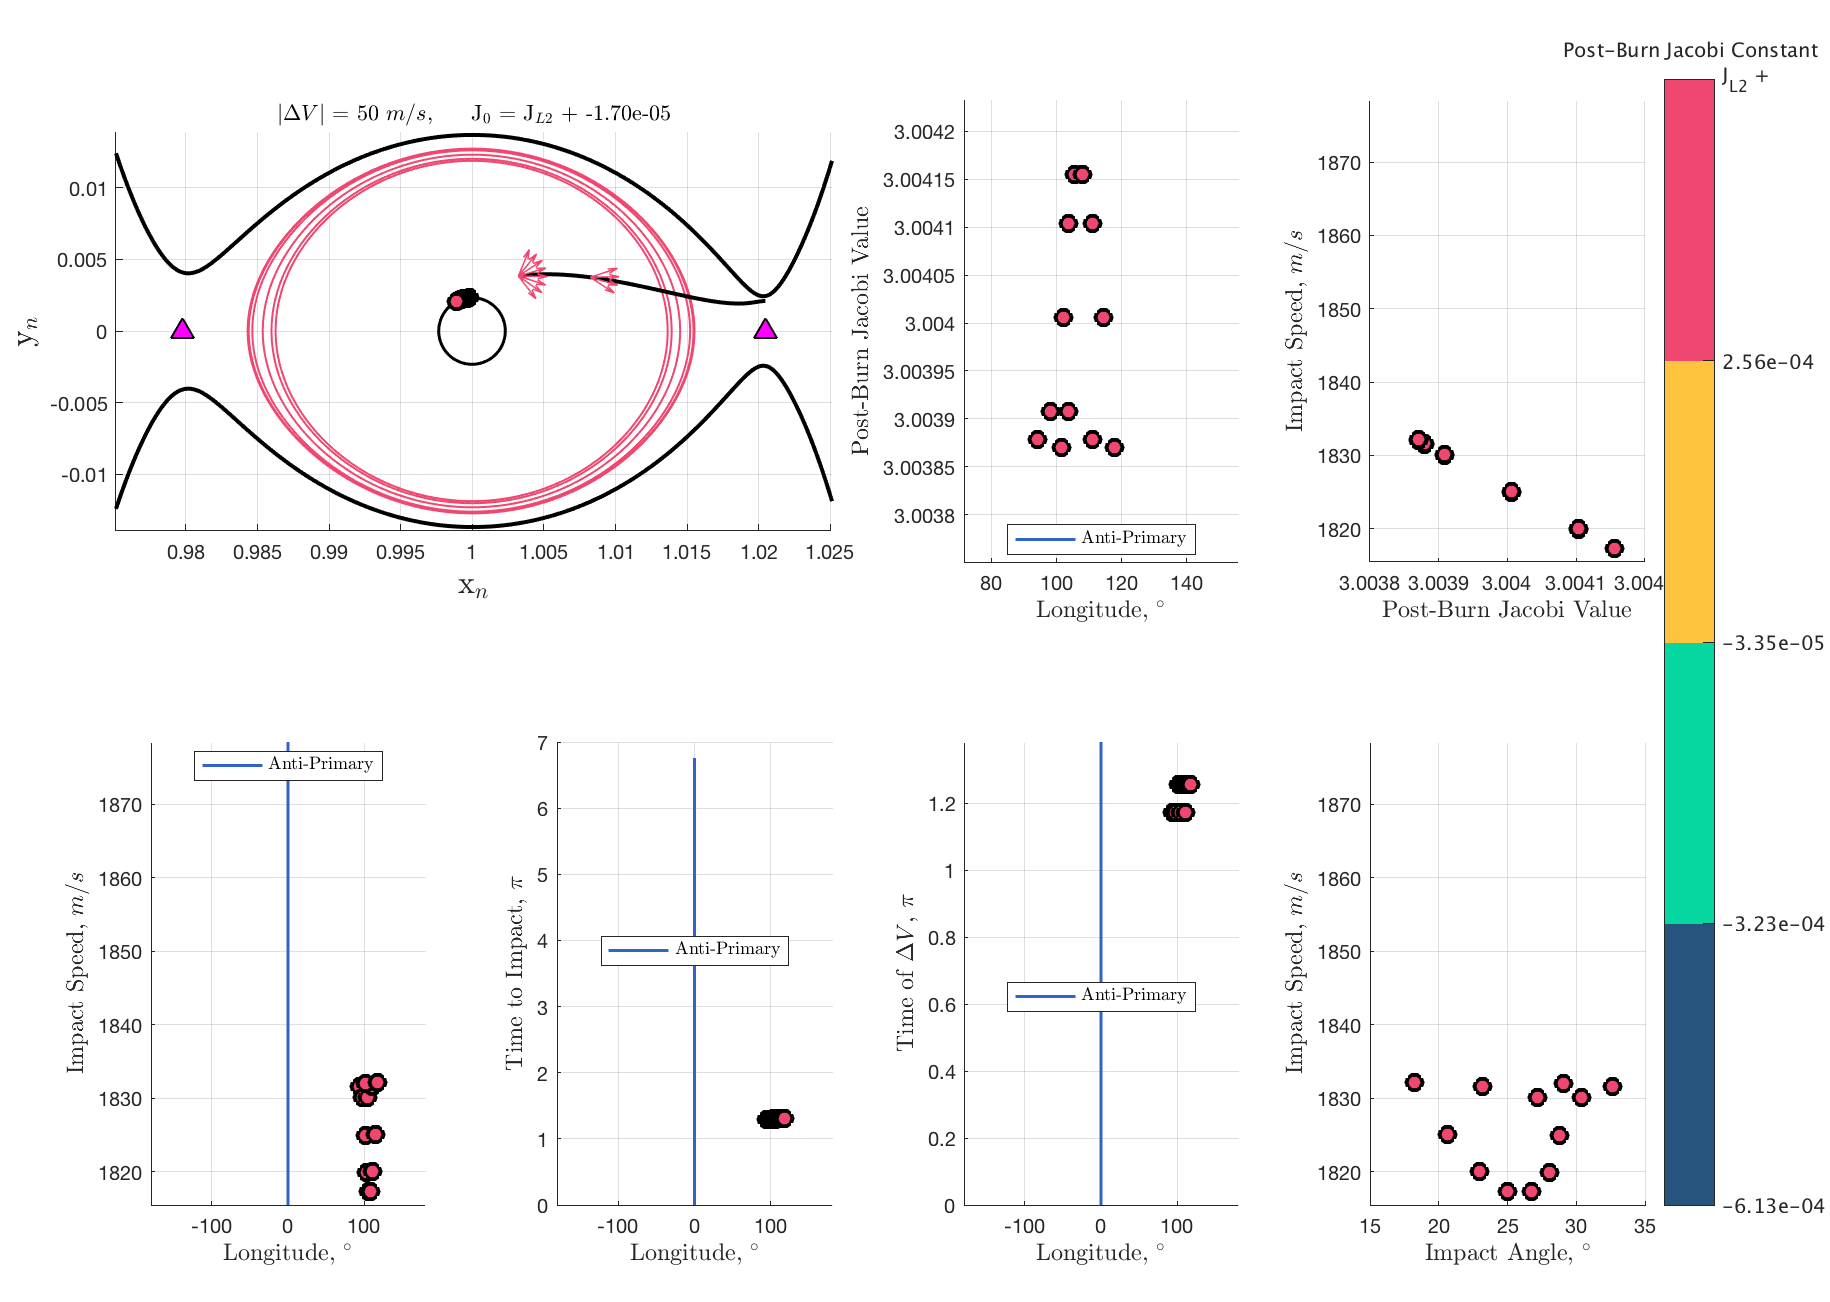 Post-Burn Jacobi Constant
J_L2 +
2.56e-04
-3.35e-05
-3.23e-04
-6.13e-04
|ΔV| = 50 m/s,   J_0 = J_L2 + -1.70e-05
0.01
0.005
0
-0.005
-0.01
y_n
0.98 0.985 0.99 0.995 1 1.005 1.01 1.015 1.02 1.025
x_n
3.0042
3.00415
3.0041
3.00405
3.004
3.00395
3.0039
3.00385
3.0038
Post-Burn Jacobi Value
Anti-Primary
80 100 120 140
Longitude, °
1870
1860
1850
1840
1830
1820
Impact Speed, m/s
3.0038 3.0039 3.004 3.0041 3.004
Post-Burn Jacobi Value
Anti-Primary
1870
1860
1850
1840
1830
1820
Impact Speed, m/s
-100 0 100
Longitude, °
7
6
5
4
3
2
1
0
Time to Impact, π
Anti-Primary
-100 0 100
Longitude, °
1.2
1
0.8
0.6
0.4
0.2
0
Time of ΔV, π
Anti-Primary
-100 0 100
Longitude, °
1870
1860
1850
1840
1830
1820
Impact Speed, m/s
15 20 25 30 35
Impact Angle, °